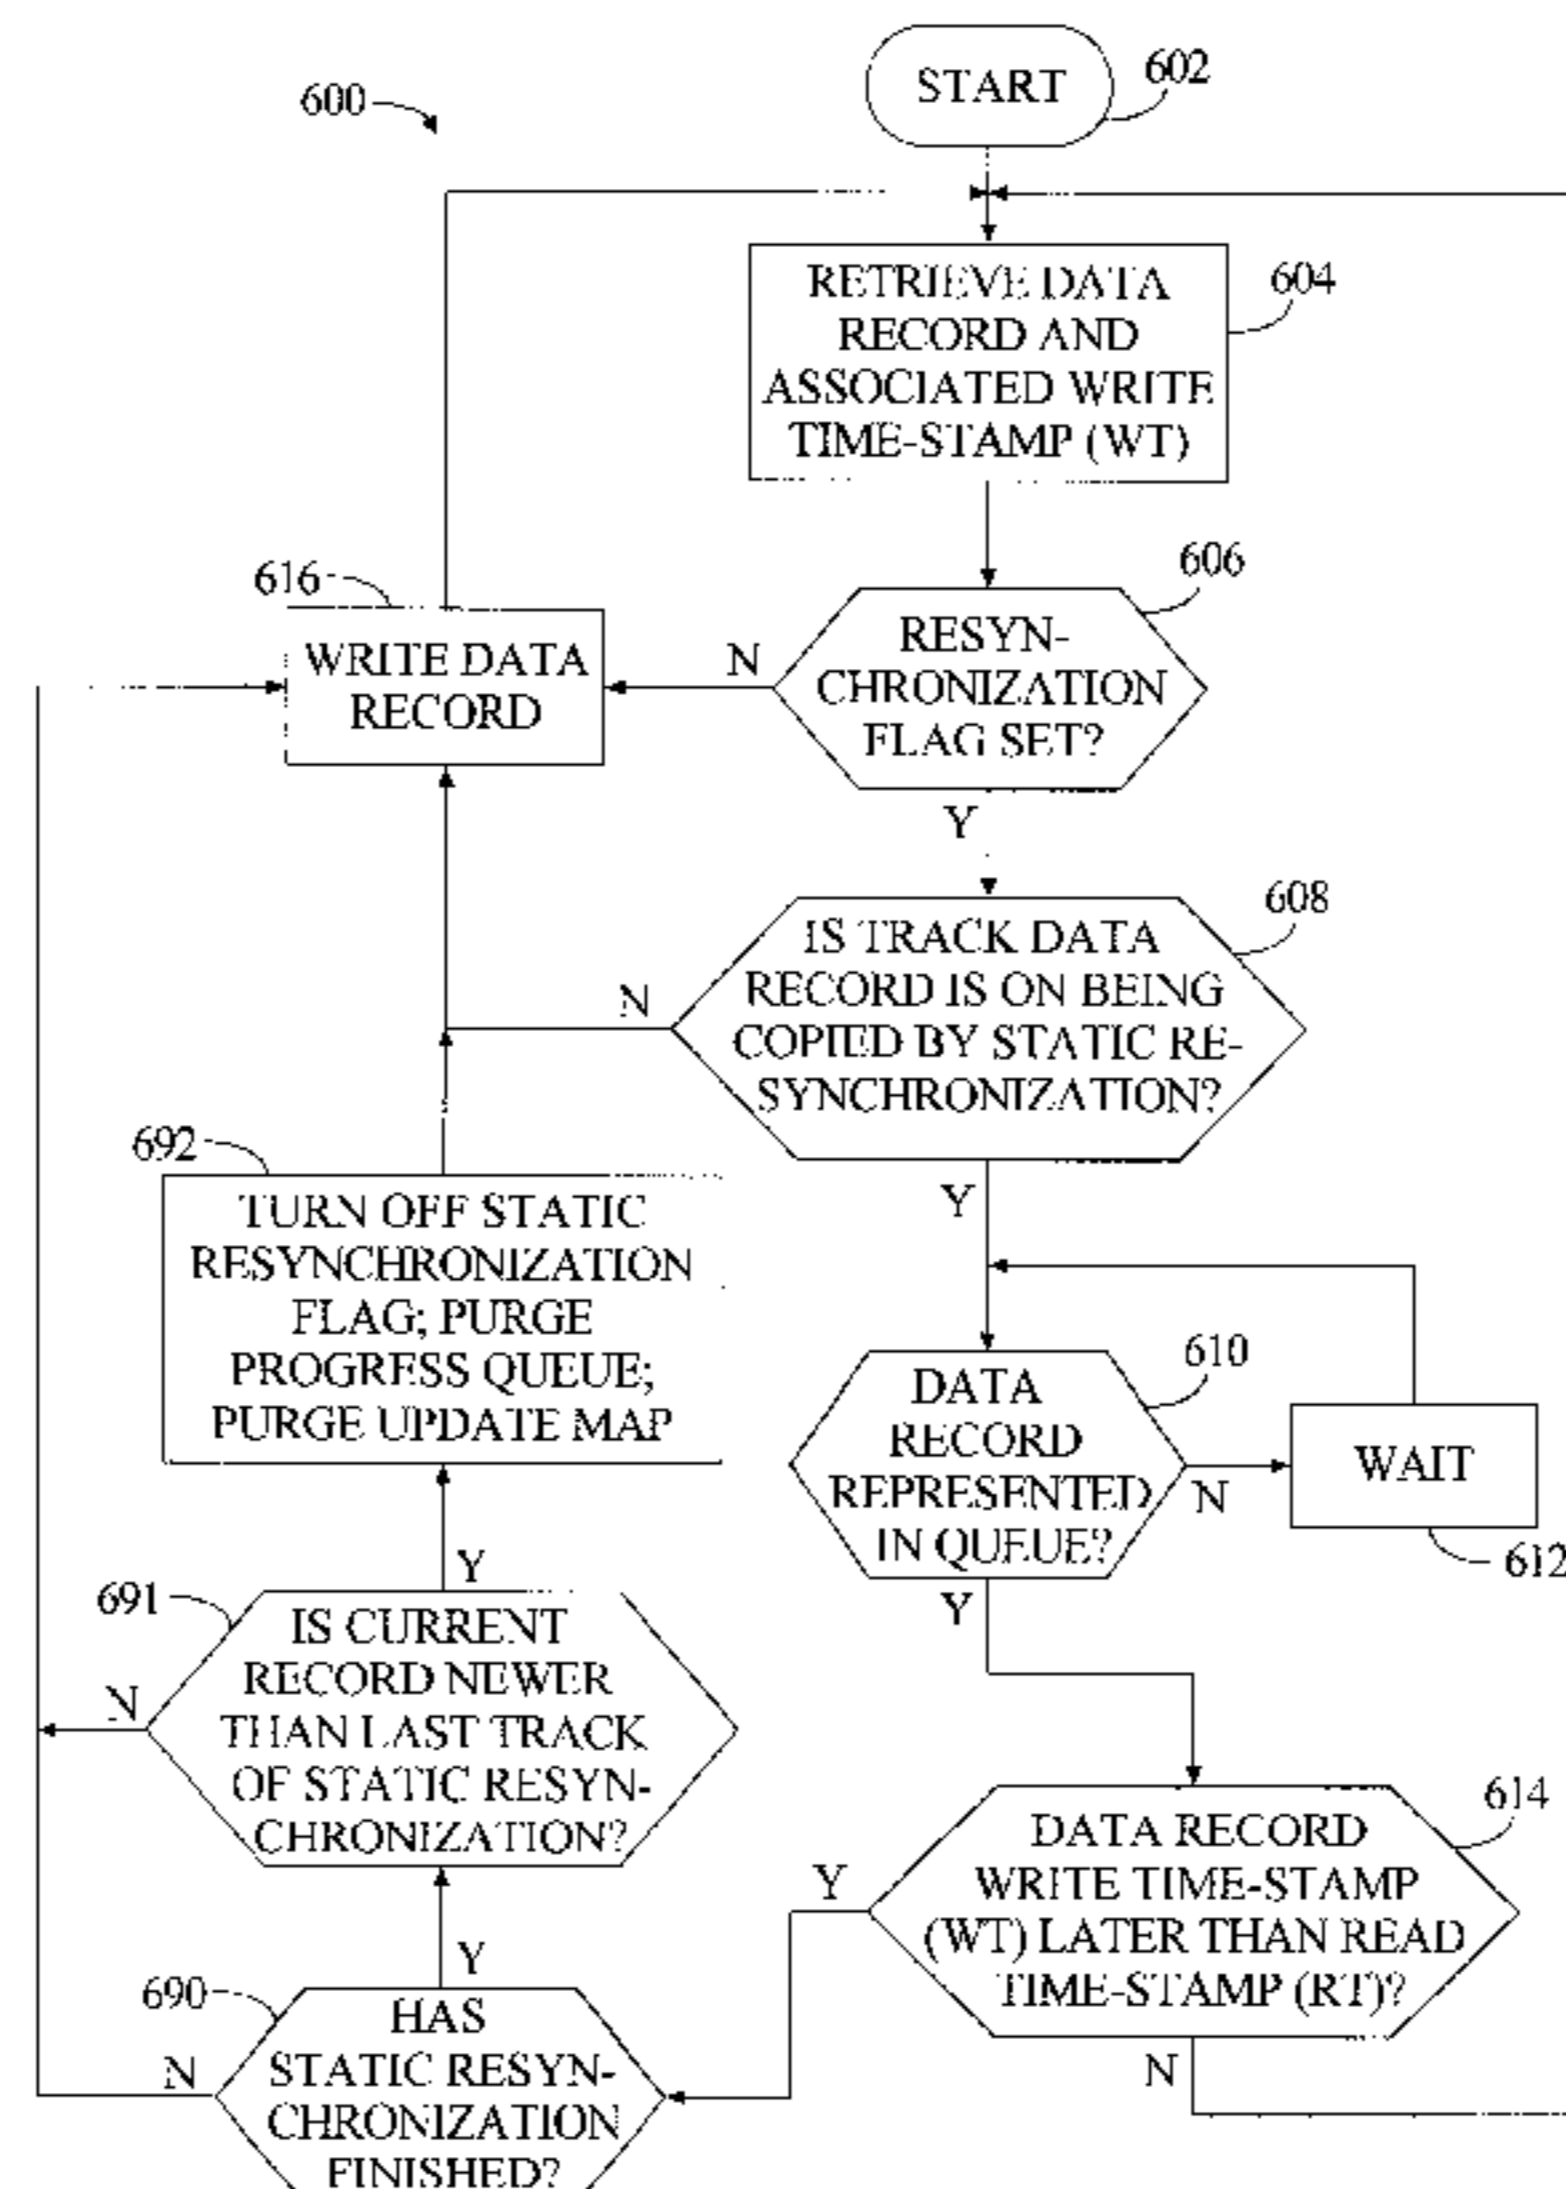 600
START
602
RETRIEVE DATA
RECORD AND
ASSOCIATED WRITE
TIME-STAMP (WT)
604
616
WRITE DATA
RECORD
N
RESYN-
CHRONIZATION
FLAG SET?
606
Y
IS TRACK DATA
RECORD IS ON BEING
COPIED BY STATIC RE-
SYNCHRONIZATION?
608
N
Y
692
TURN OFF STATIC
RESYNCHRONIZATION
FLAG; PURGE
PROGRESS QUEUE;
PURGE UPDATE MAP
DATA
RECORD
REPRESENTED
IN QUEUE?
610
N
WAIT
612
Y
Y
691
IS CURRENT
RECORD NEWER
THAN LAST TRACK
OF STATIC RESYN-
CHRONIZATION?
N
DATA RECORD
WRITE TIME-STAMP
(WT) LATER THAN READ
TIME-STAMP (RT)?
614
Y
N
Y
690
HAS
STATIC RESYN-
CHRONIZATION
FINISHED?
N